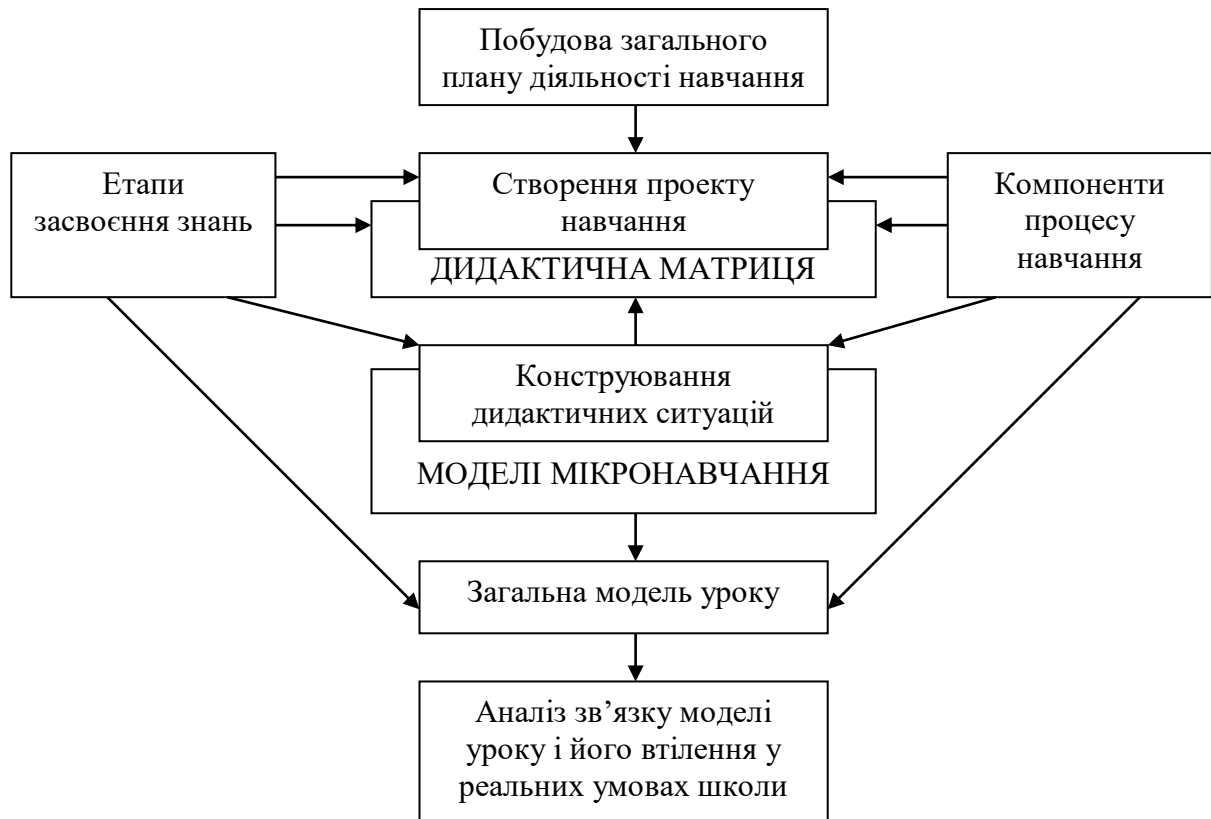 Побудова загального
плану діяльності навчання
Етапи
засвоєння знань
Створення проекту
навчання
ДИДАКТИЧНА МАТРИЦЯ
Компоненти
процесу
навчання
Конструювання
дидактичних ситуацій
МОДЕЛІ МІКРОНАВЧАННЯ
Загальна модель уроку
Аналіз зв’язку моделі
уроку і його втілення у
реальних умовах школи